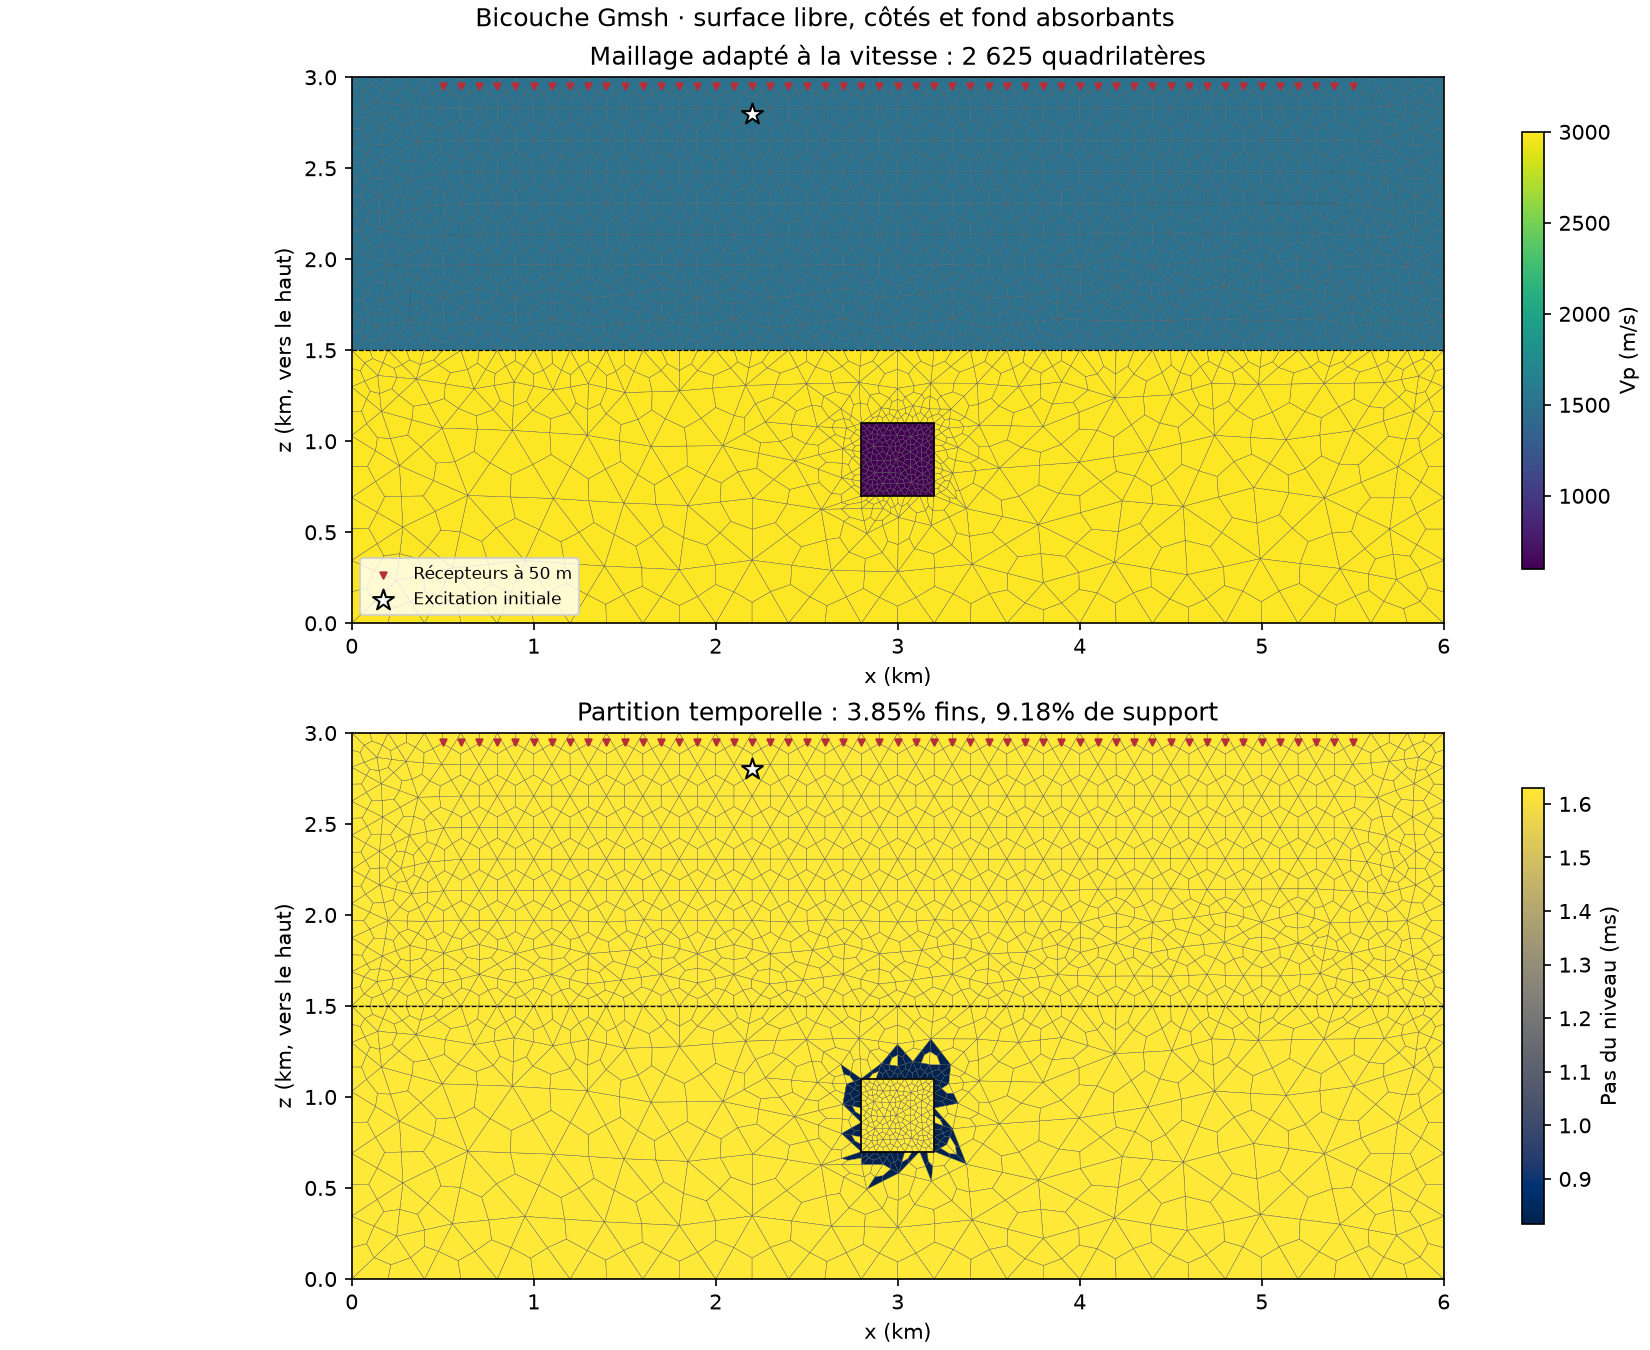 Bicouche Gmsh · surface libre, côtés et fond absorbants
Maillage adapté à la vitesse : 2 625 quadrilatères
3.0
2.5
2.0
1.5
1.0
0.5
0.0
z (km, vers le haut)
Récepteurs à 50 m
Excitation initiale
0 1 2 3 4 5 6
x (km)
3000
2500
2000
1500
1000
Vp (m/s)
Partition temporelle : 3.85% fins, 9.18% de support
3.0
2.5
2.0
1.5
1.0
0.5
0.0
z (km, vers le haut)
0 1 2 3 4 5 6
x (km)
1.6
1.5
1.4
1.3
1.2
1.1
1.0
0.9
Pas du niveau (ms)